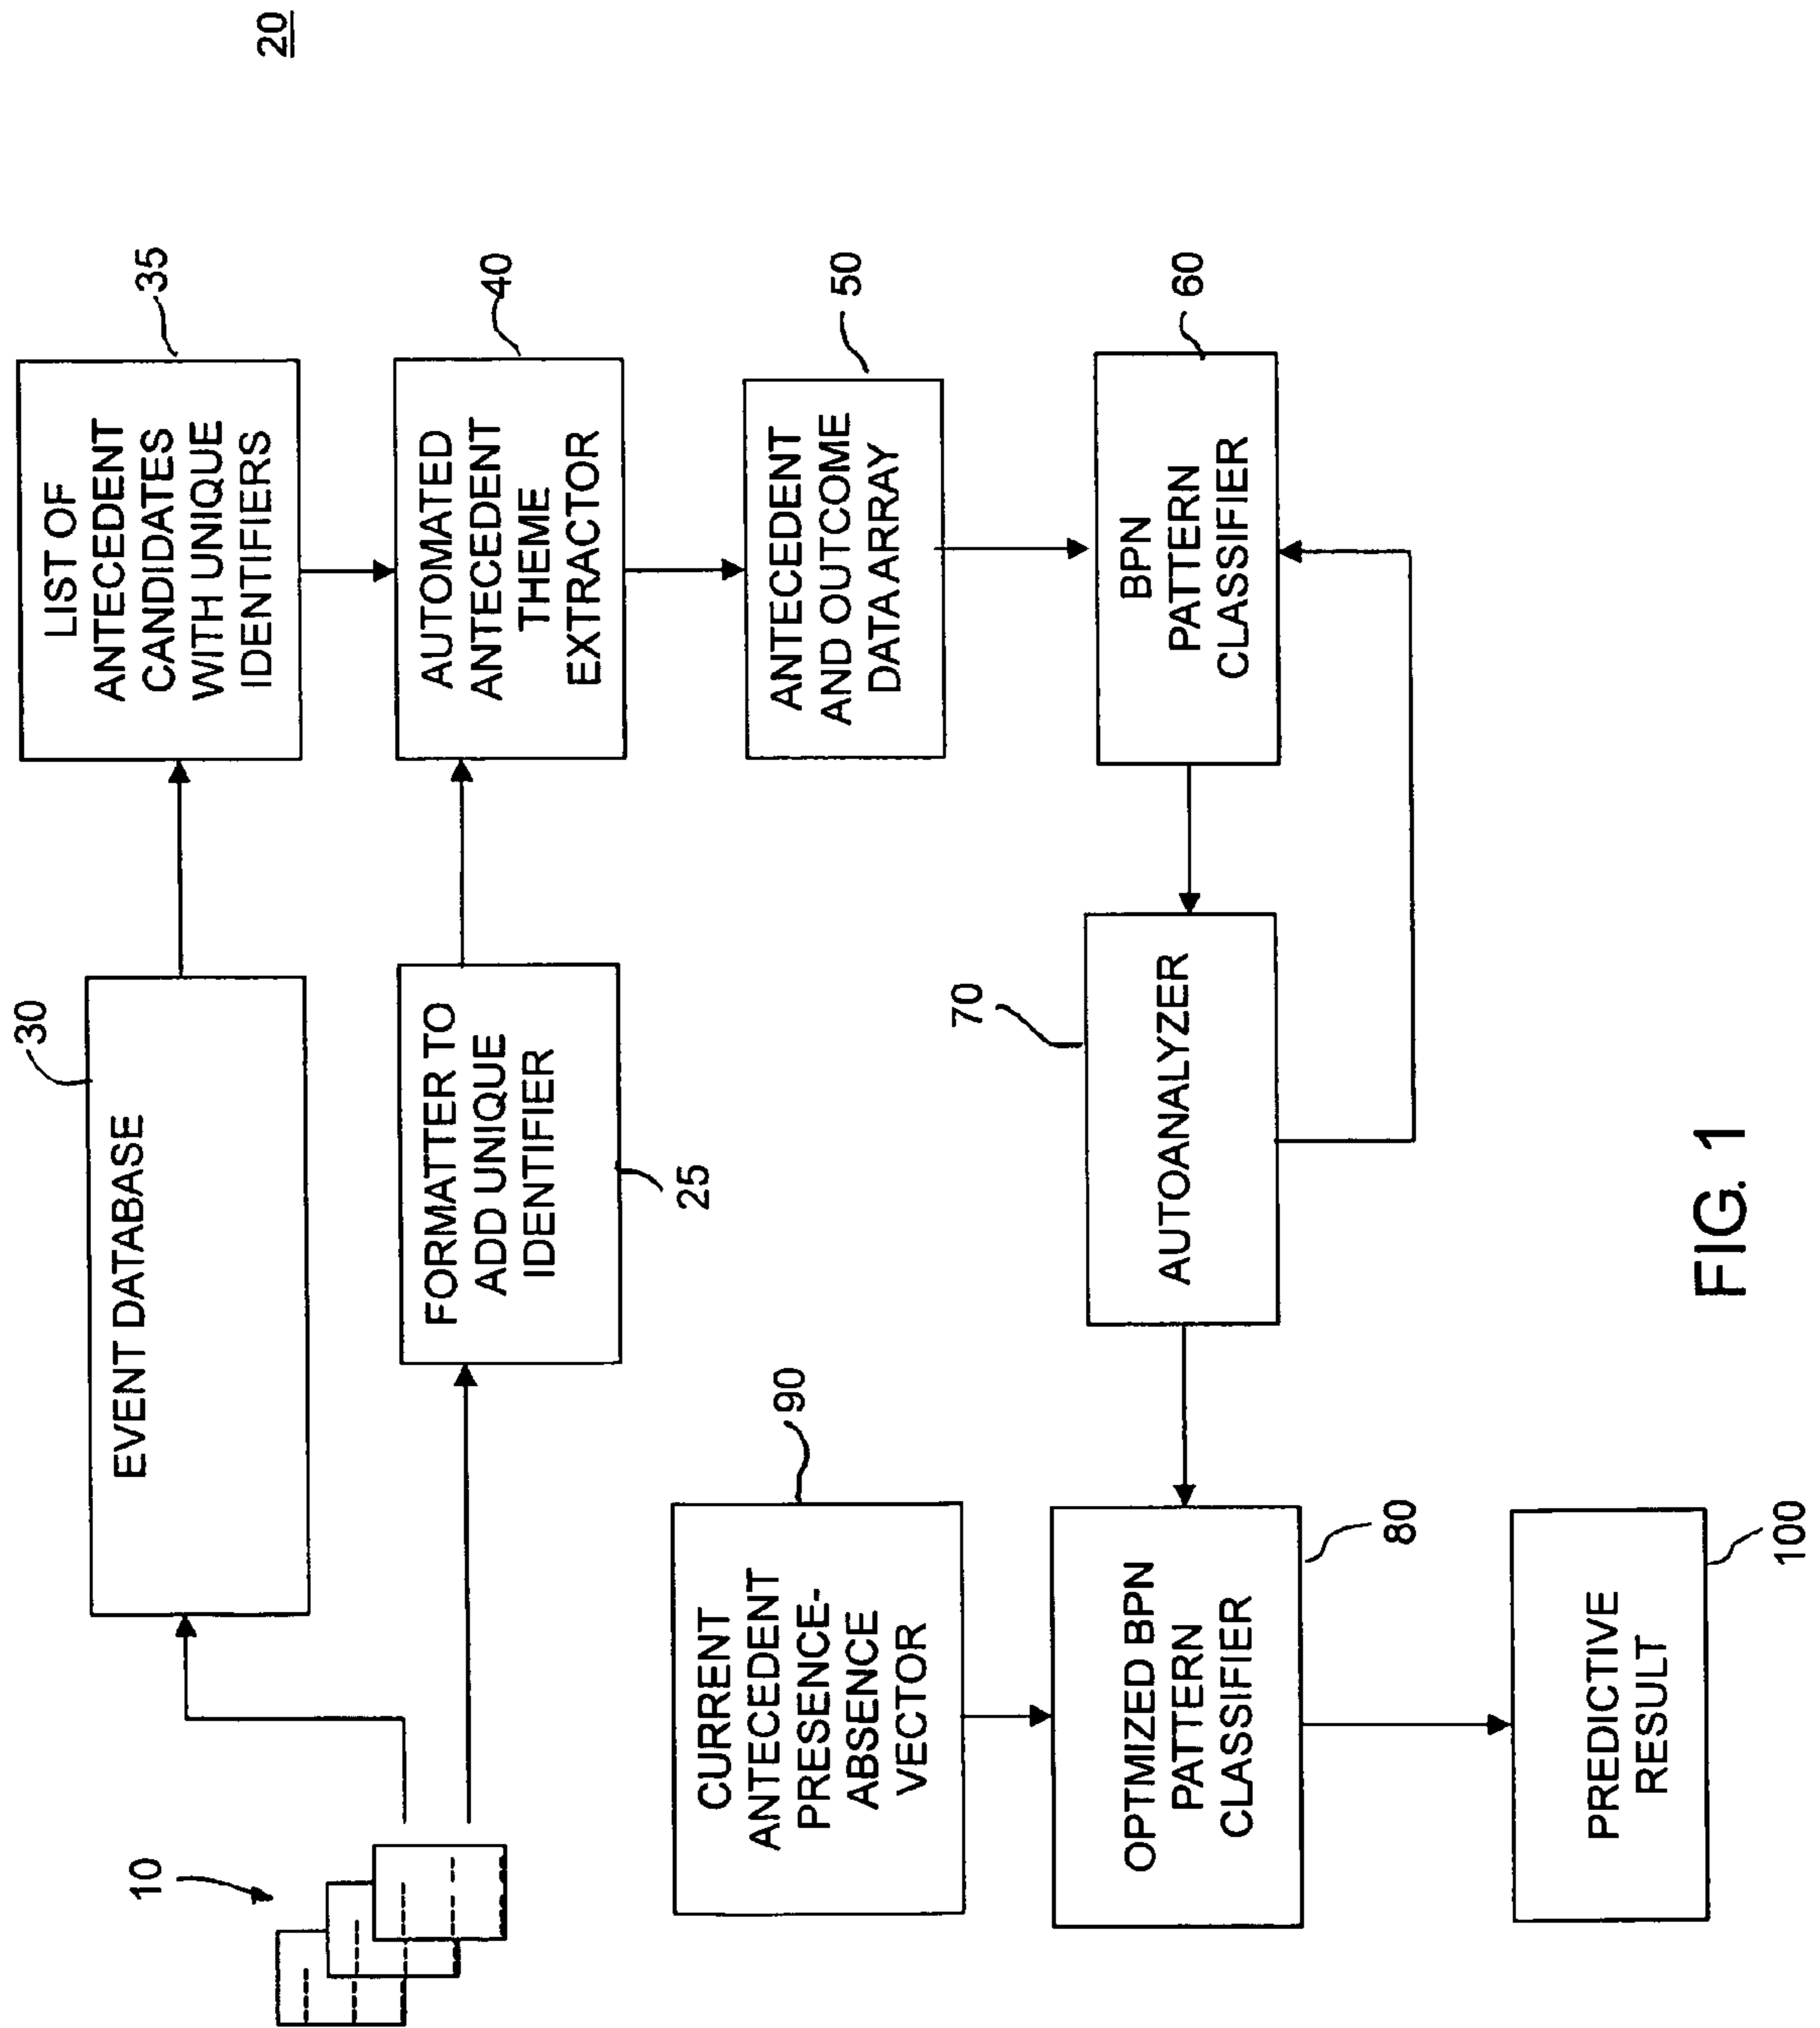 20
10
EVENT DATABASE
30
LIST OF
ANTECEDENT
CANDIDATES
WITH UNIQUE
IDENTIFIERS
35
FORMATTER TO
ADD UNIQUE
IDENTIFIER
25
AUTOMATED
ANTECEDENT
THEME
EXTRACTOR
40
CURRENT
ANTECEDENT
PRESENCE-
ABSENCE
VECTOR
90
ANTECEDENT
AND OUTCOME
DATA ARRAY
50
OPTMIZED BPN
PATTERN
CLASSIFIER
80
AUTOANALYZER
70
BPN
PATTERN
CLASSIFIER
60
PREDICTIVE
RESULT
100
FIG. 1